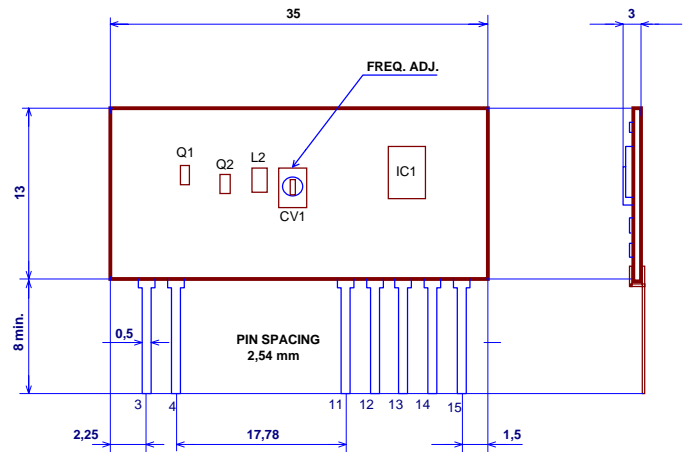 35
3
FREQ. ADJ.
Q1
Q2
L2
IC1
CV1
13
8 min.
0,5
PIN SPACING
2,54 mm
3
4
11
12
13
14
15
2,25
17,78
1,5